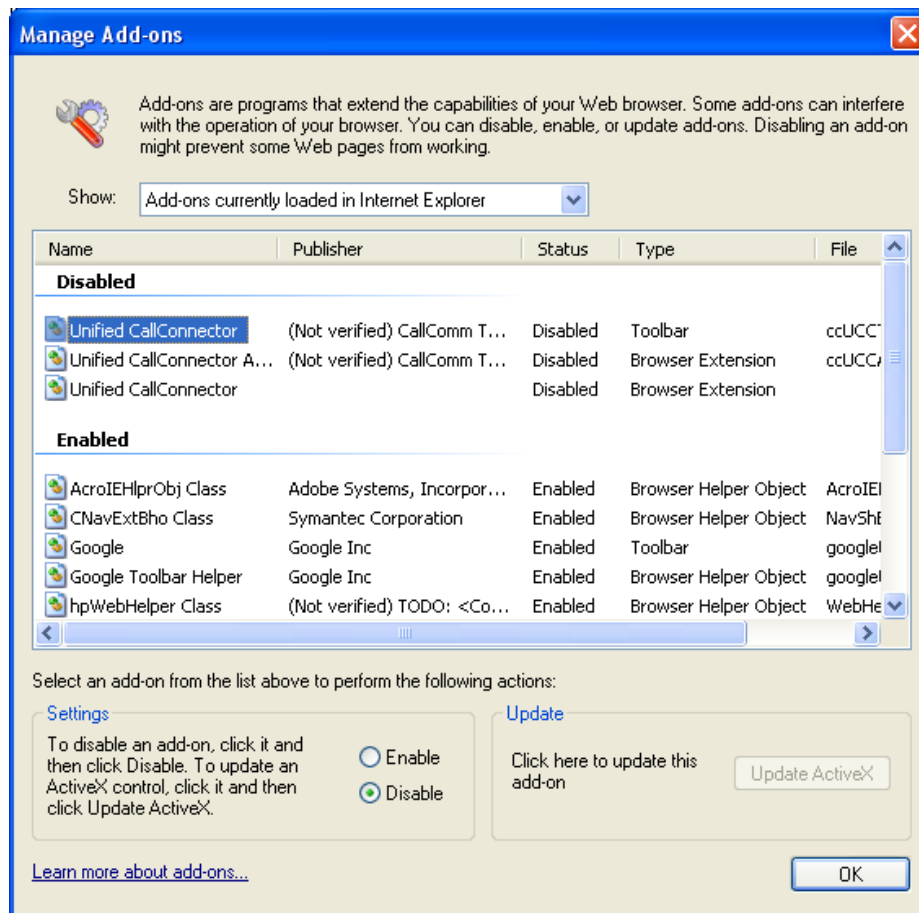 Manage Add-ons
Add-ons are programs that extend the capabilities of your Web browser. Some add-ons can interfere
with the operation of your browser. You can disable, enable, or update add-ons. Disabling an add-on
might prevent some Web pages from working.
Show: Add-ons currently loaded in Internet Explorer
Name Publisher Status Type File
Disabled
Unified CallConnector (Not verified) CallComm T... Disabled Toolbar ccUCCT
Unified CallConnector A... (Not verified) CallComm T... Disabled Browser Extension ccUCCA
Unified CallConnector Disabled Browser Extension
Enabled
AcroIEHlprObj Class Adobe Systems, Incorpor... Enabled Browser Helper Object AcroIEH
CNavExtBho Class Symantec Corporation Enabled Browser Helper Object NavShE
Google Google Inc Enabled Toolbar google
Google Toolbar Helper Google Inc Enabled Browser Helper Object google
hpWebHelper Class (Not verified) TODO: <Co... Enabled Browser Helper Object WebHe
Select an add-on from the list above to perform the following actions:
Settings
To disable an add-on, click it and
then click Disable. To update an
ActiveX control, click it and then
click Update ActiveX.
Enable
Disable
Update
Click here to update this
add-on
Update ActiveX
Learn more about add-ons...
OK